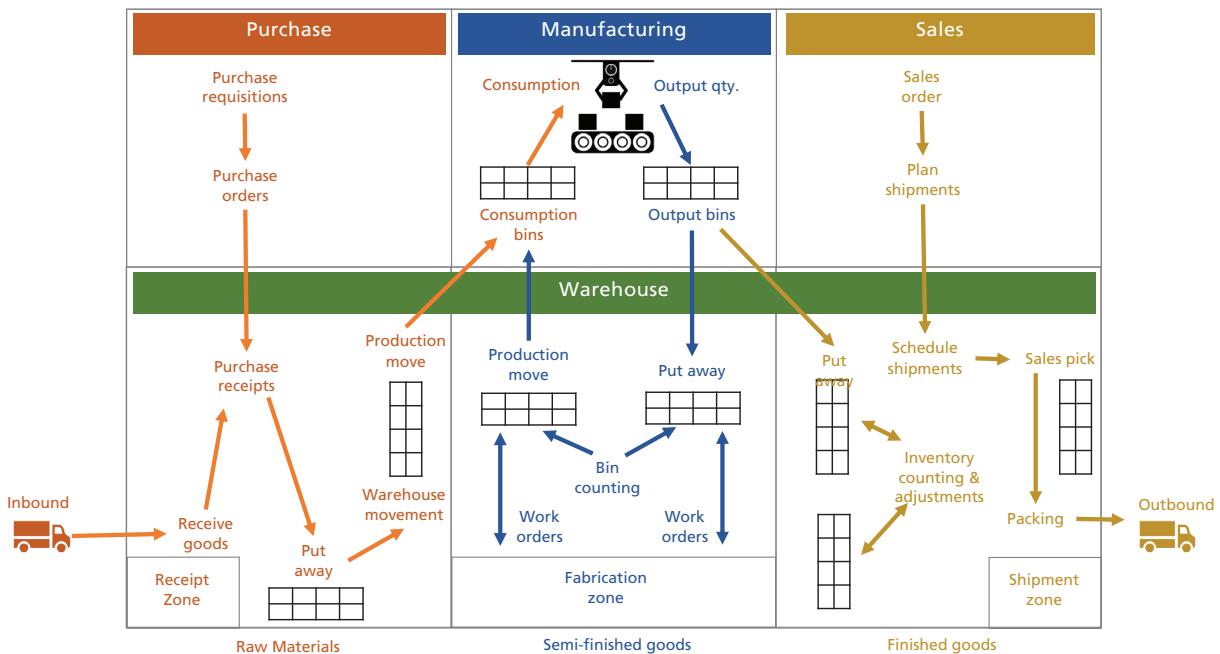 Purchase
Manufacturing
Sales
Purchase
requisitions
Purchase
orders
Consumption
Output qty.
Consumption
bins
Output bins
Sales
order
Plan
shipments
Warehouse
Purchase
receipts
Production
move
Production
move
Put away
Put
away
Schedule
shipments
Sales pick
Warehouse
movement
Bin
counting
Inventory
counting &
adjustments
Inbound
Receive
goods
Put
away
Work
orders
Work
orders
Packing
Outbound
Receipt
Zone
Fabrication
zone
Shipment
zone
Raw Materials
Semi-finished goods
Finished goods